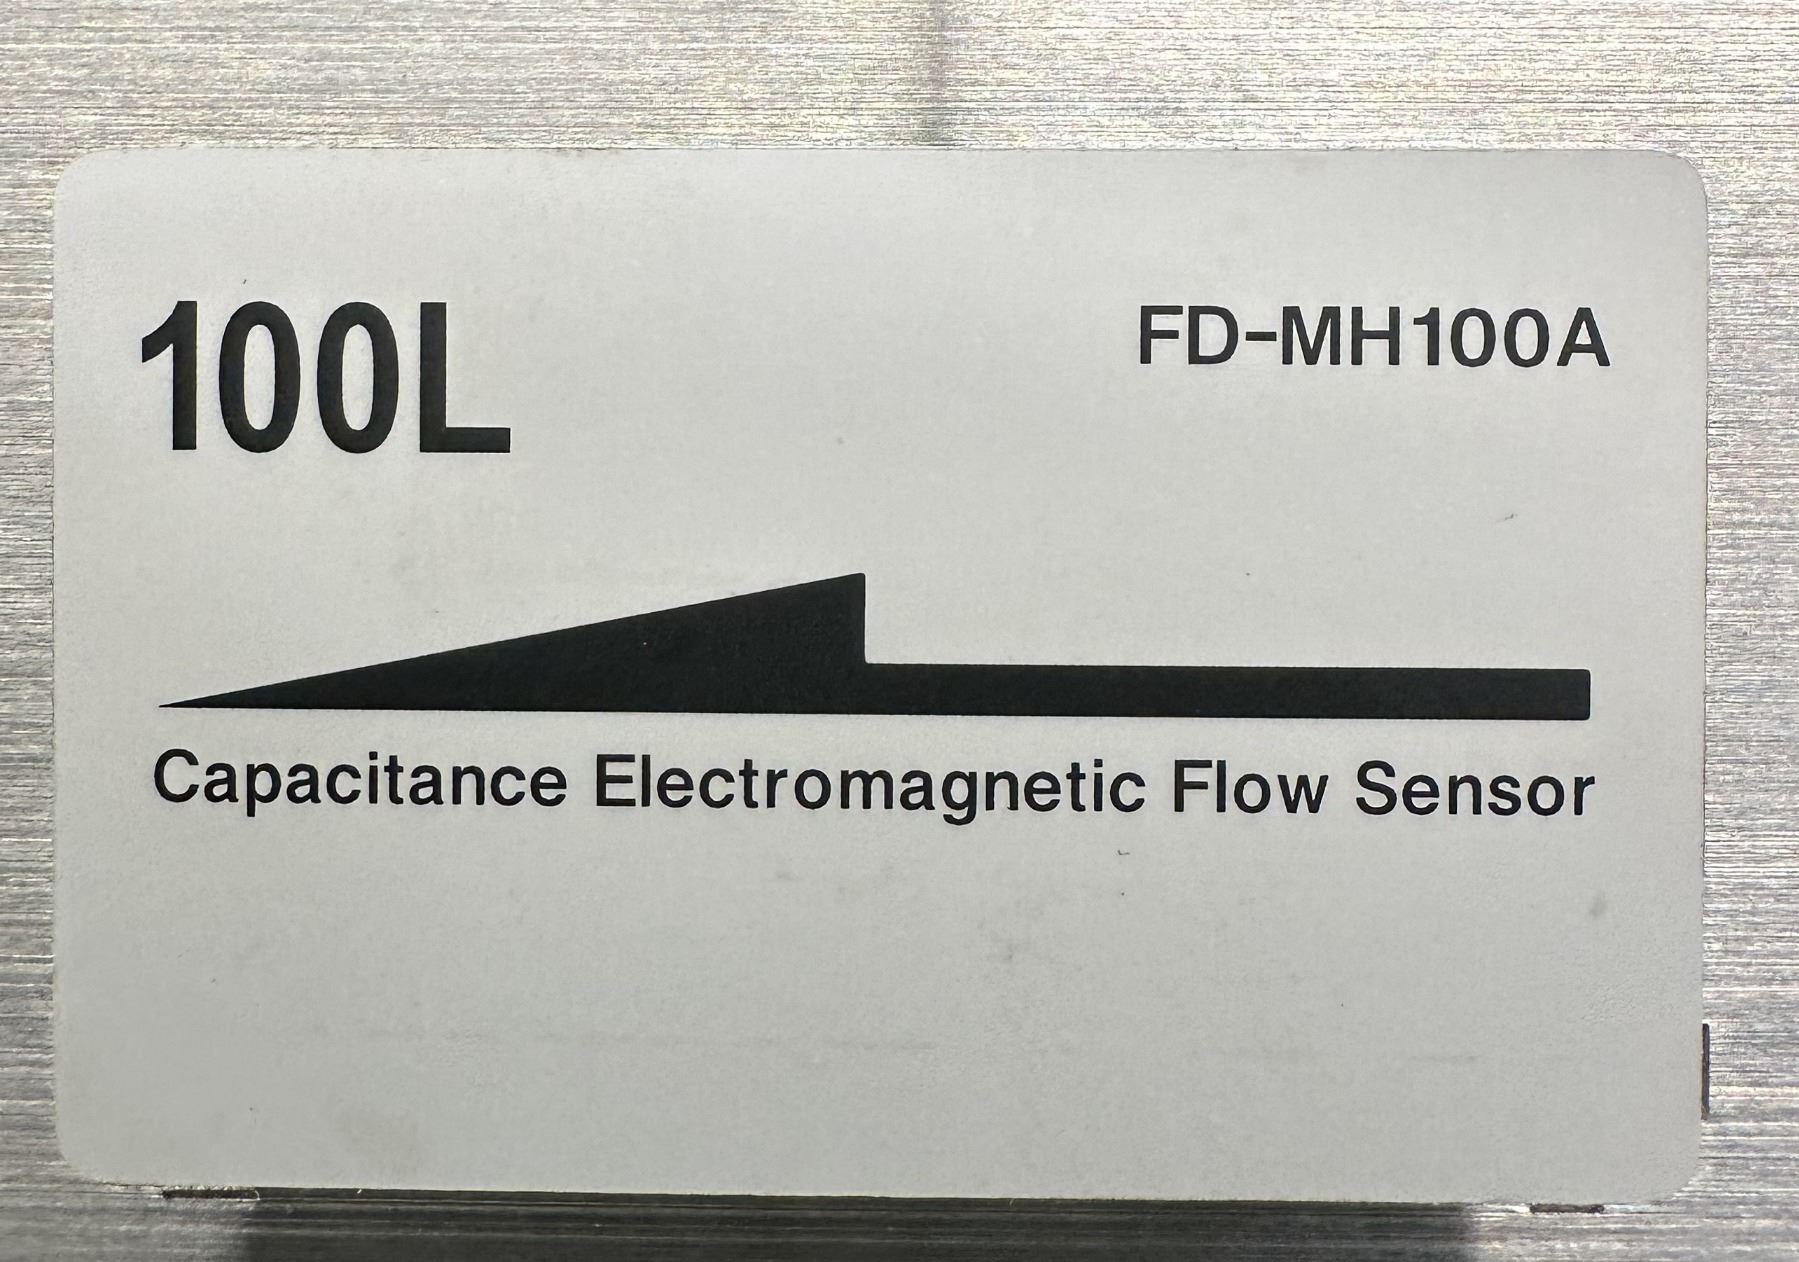 100L
FD-MH100A
Capacitance Electromagnetic Flow Sensor